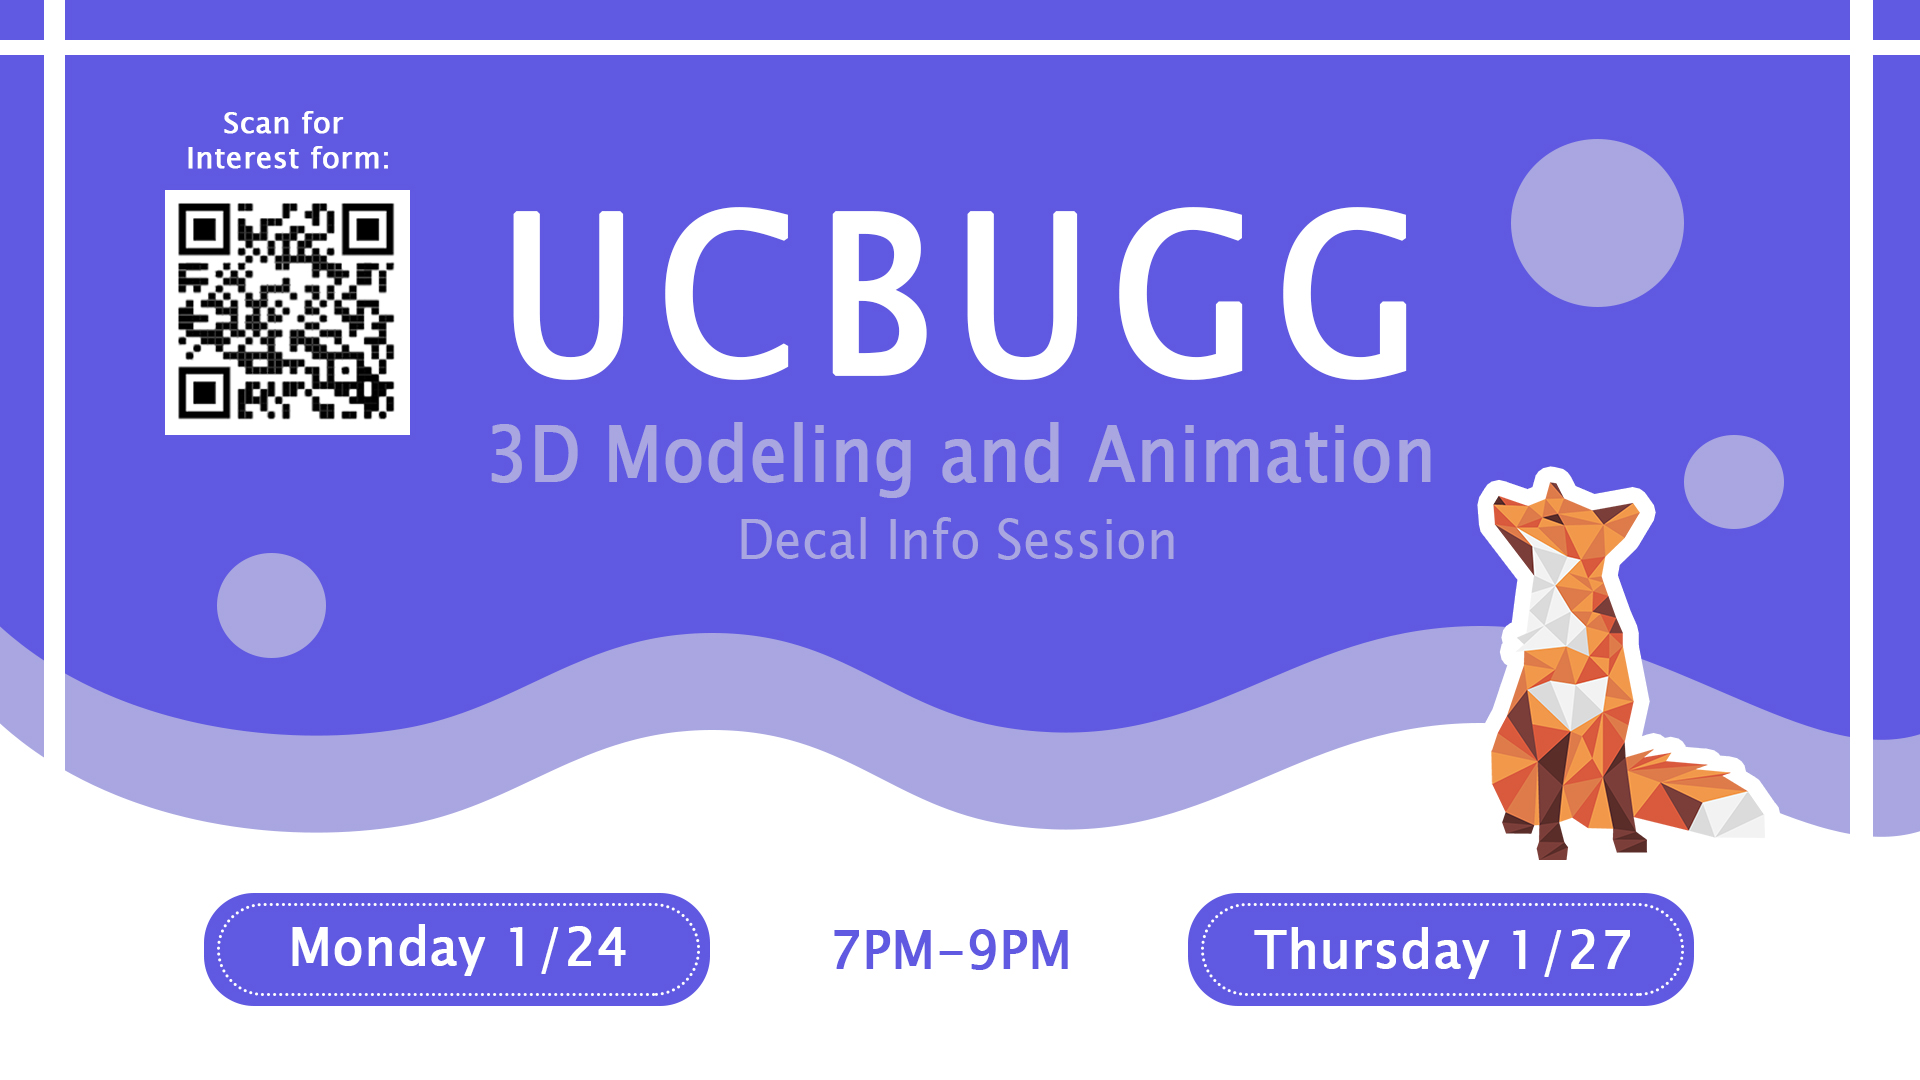 Scan for
Interest form:
UCBUGG
3D Modeling and Animation
Decal Info Session
Monday 1/24
7PM-9PM
Thursday 1/27